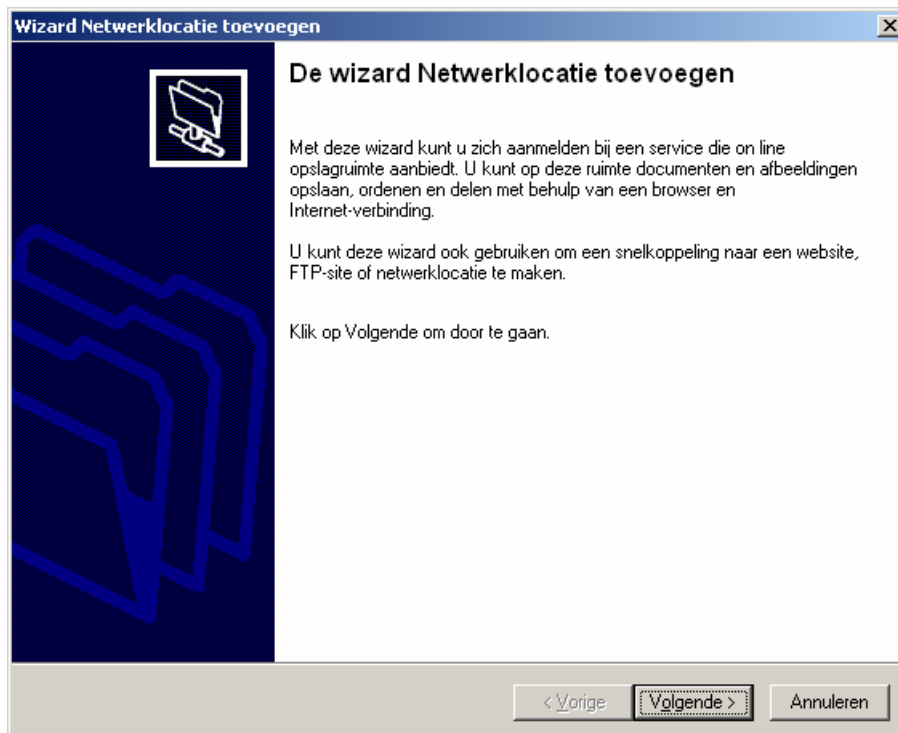 Wizard Netwerklocatie toevoegen
De wizard Netwerklocatie toevoegen
Met deze wizard kunt u zich aanmelden bij een service die on line
opslagruimte aanbiedt. U kunt op deze ruimte documenten en afbeeldingen
opslaan, ordenen en delen met behulp van een browser en
Internet-verbinding.
U kunt deze wizard ook gebruiken om een snelkoppeling naar een website,
FTP-site of netwerklocatie te maken.
Klik op Volgende om door te gaan.
< Vorige
Volgende >
Annuleren